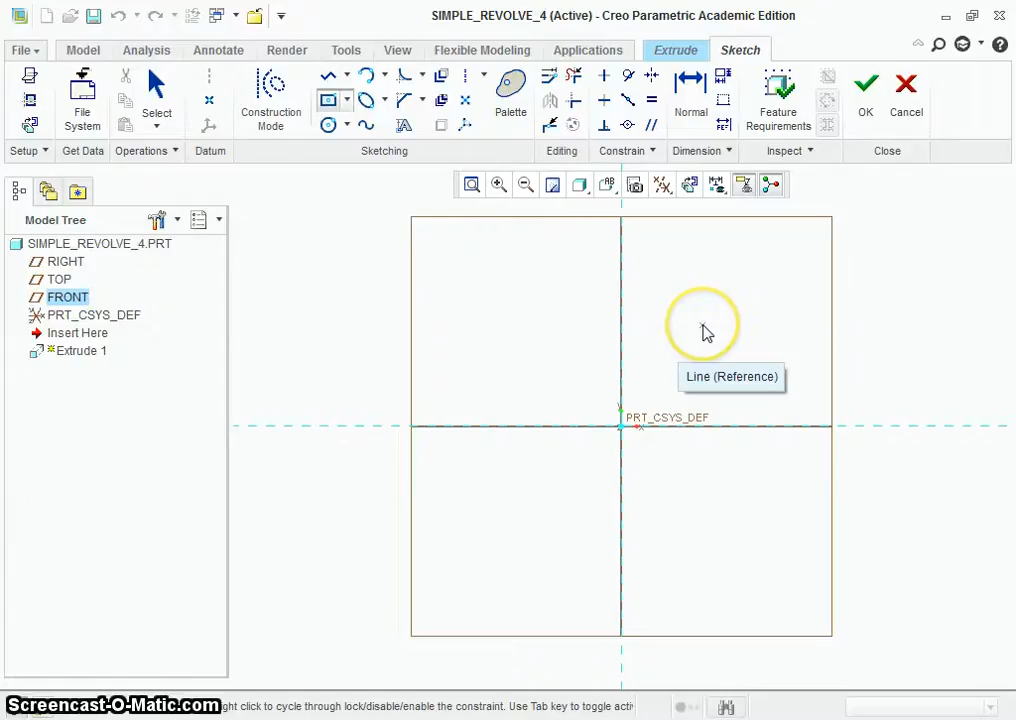 SIMPLE_REVOLVE_4 (Active) - Creo Parametric Academic Edition
File Model Analysis Annotate Render Tools View Flexible Modeling Applications Extrude Sketch
File System
Select
Construction Mode
Palette
Normal
Feature Requirements
OK
Cancel
Setup Get Data Operations Datum Sketching Editing Constrain Dimension Inspect Close
Model Tree
SIMPLE_REVOLVE_4.PRT
RIGHT
TOP
FRONT
PRT_CSYS_DEF
Insert Here
Extrude 1
Line (Reference)
PRT_CSYS_DEF
Screencast-O-Matic.com
ght click to cycle through lock/disable/enable the constraint. Use Tab key to toggle acti